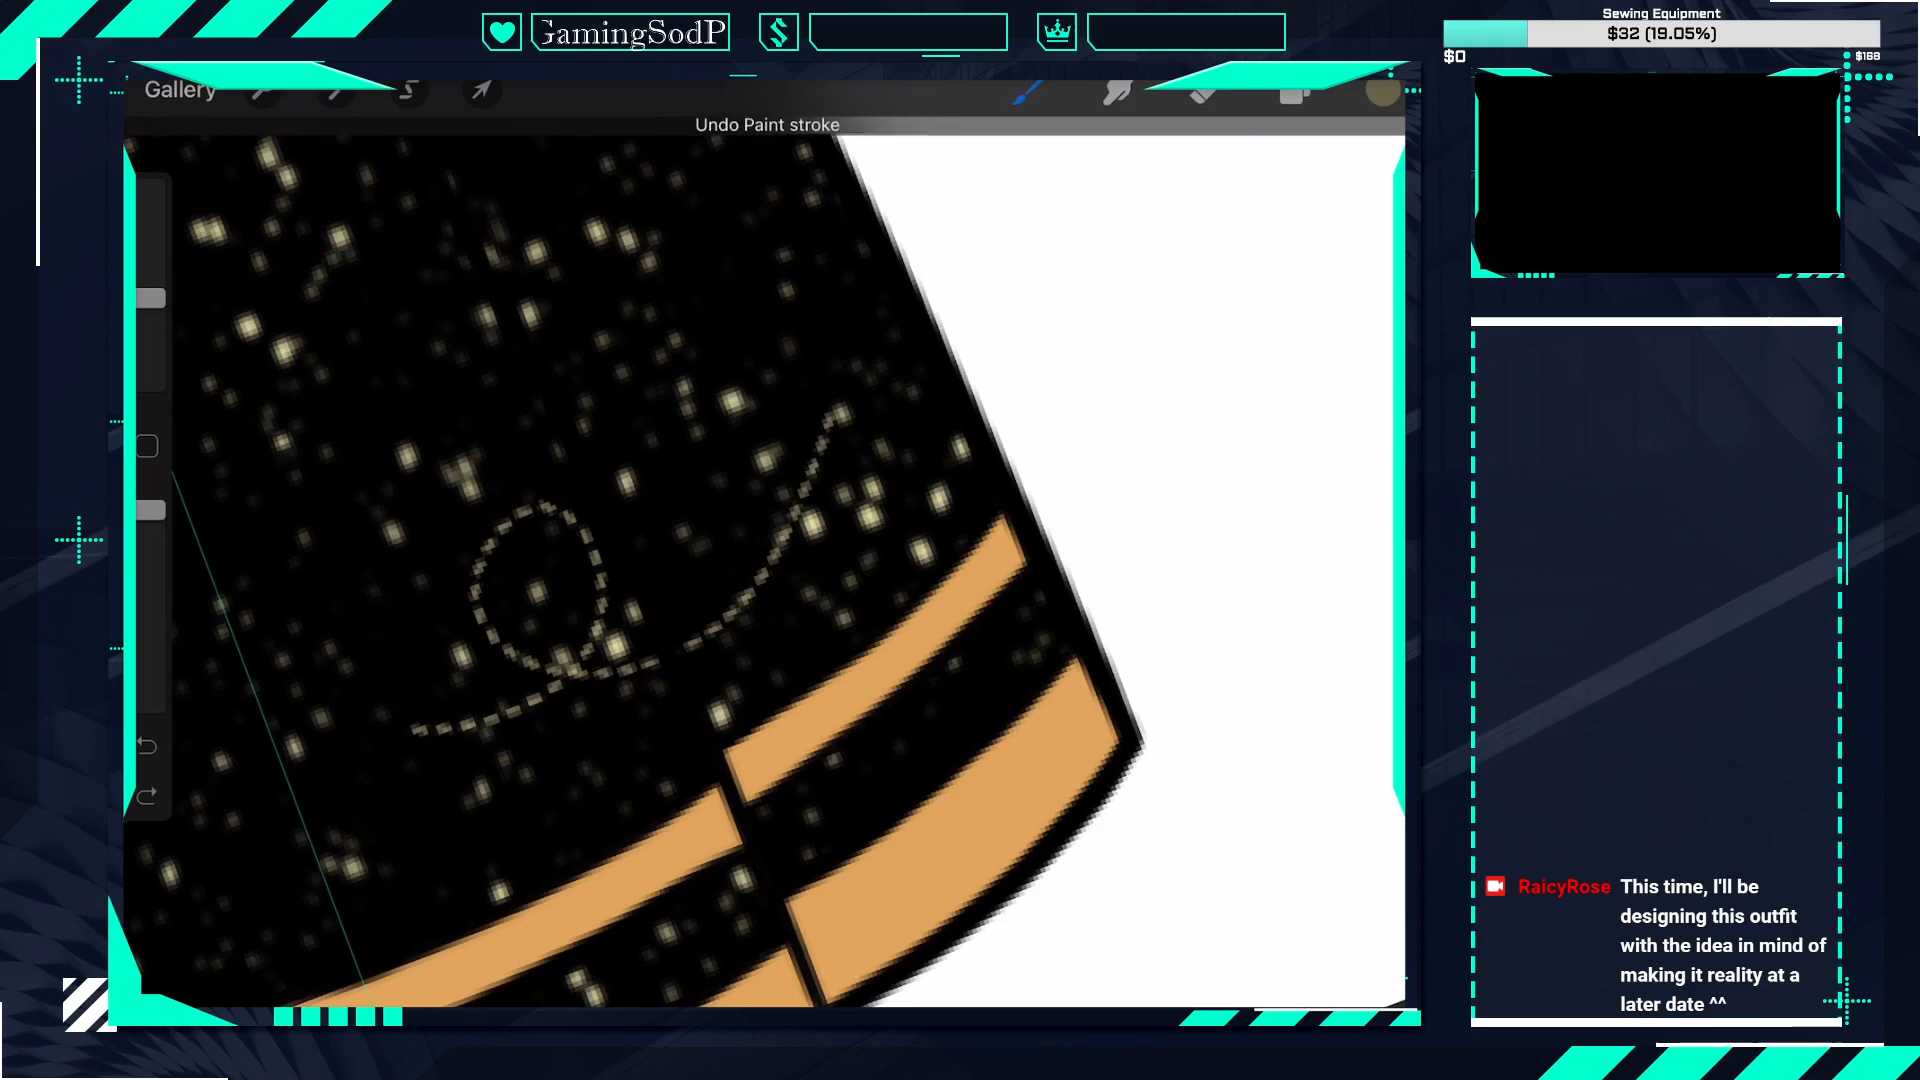 GamingSodP
Sewing Equipment
$32 (19.05%)
$0
$168
Gallery
Undo Paint stroke
RaicyRose This time, I'll be
designing this outfit
with the idea in mind of
making it reality at a
later date ^^